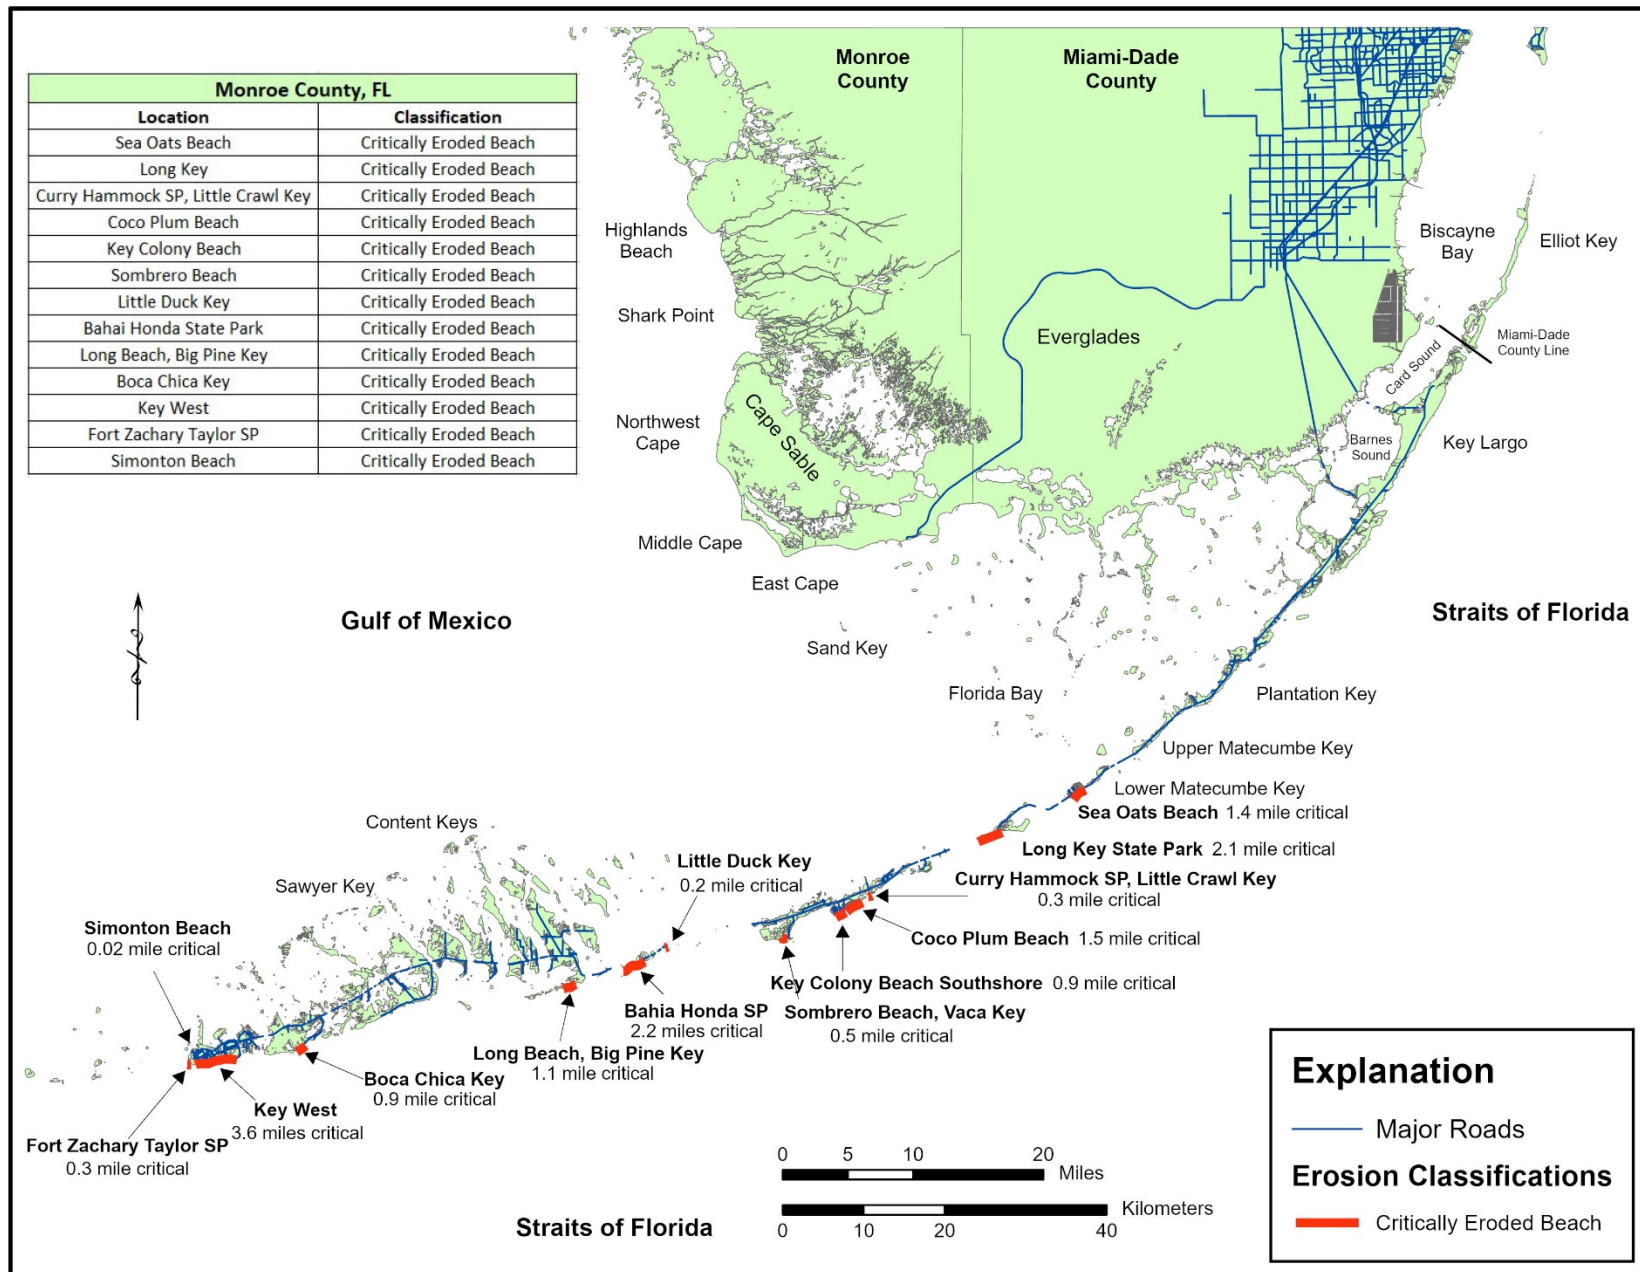 Monroe County, FL
Location Classification
Sea Oats Beach Critically Eroded Beach
Long Key Critically Eroded Beach
Curry Hammock SP, Little Crawl Key Critically Eroded Beach
Coco Plum Beach Critically Eroded Beach
Key Colony Beach Critically Eroded Beach
Sombrero Beach Critically Eroded Beach
Little Duck Key Critically Eroded Beach
Bahai Honda State Park Critically Eroded Beach
Long Beach, Big Pine Key Critically Eroded Beach
Boca Chica Key Critically Eroded Beach
Key West Critically Eroded Beach
Fort Zachary Taylor SP Critically Eroded Beach
Simonton Beach Critically Eroded Beach
Monroe
County
Miami-Dade
County
Highlands
Beach
Biscayne
Bay
Elliot Key
Shark Point
Everglades
Miami-Dade
County Line
Card Sound
Northwest
Cape
Cape Sable
Barnes
Sound
Key Largo
Middle Cape
East Cape
Gulf of Mexico
Straits of Florida
Sand Key
Florida Bay
Plantation Key
Upper Matecumbe Key
Lower Matecumbe Key
Sea Oats Beach 1.4 mile critical
Long Key State Park 2.1 mile critical
Content Keys
Little Duck Key
0.2 mile critical
Curry Hammock SP, Little Crawl Key
0.3 mile critical
Sawyer Key
Simonton Beach
0.02 mile critical
Coco Plum Beach 1.5 mile critical
Key Colony Beach Southshore 0.9 mile critical
Bahia Honda SP
2.2 miles critical
Sombrero Beach, Vaca Key
0.5 mile critical
Long Beach, Big Pine Key
1.1 mile critical
Boca Chica Key
0.9 mile critical
Key West
3.6 miles critical
Fort Zachary Taylor SP
0.3 mile critical
0 5 10 20
Miles
Kilometers
0 10 20 40
Straits of Florida
Explanation
Major Roads
Erosion Classifications
Critically Eroded Beach